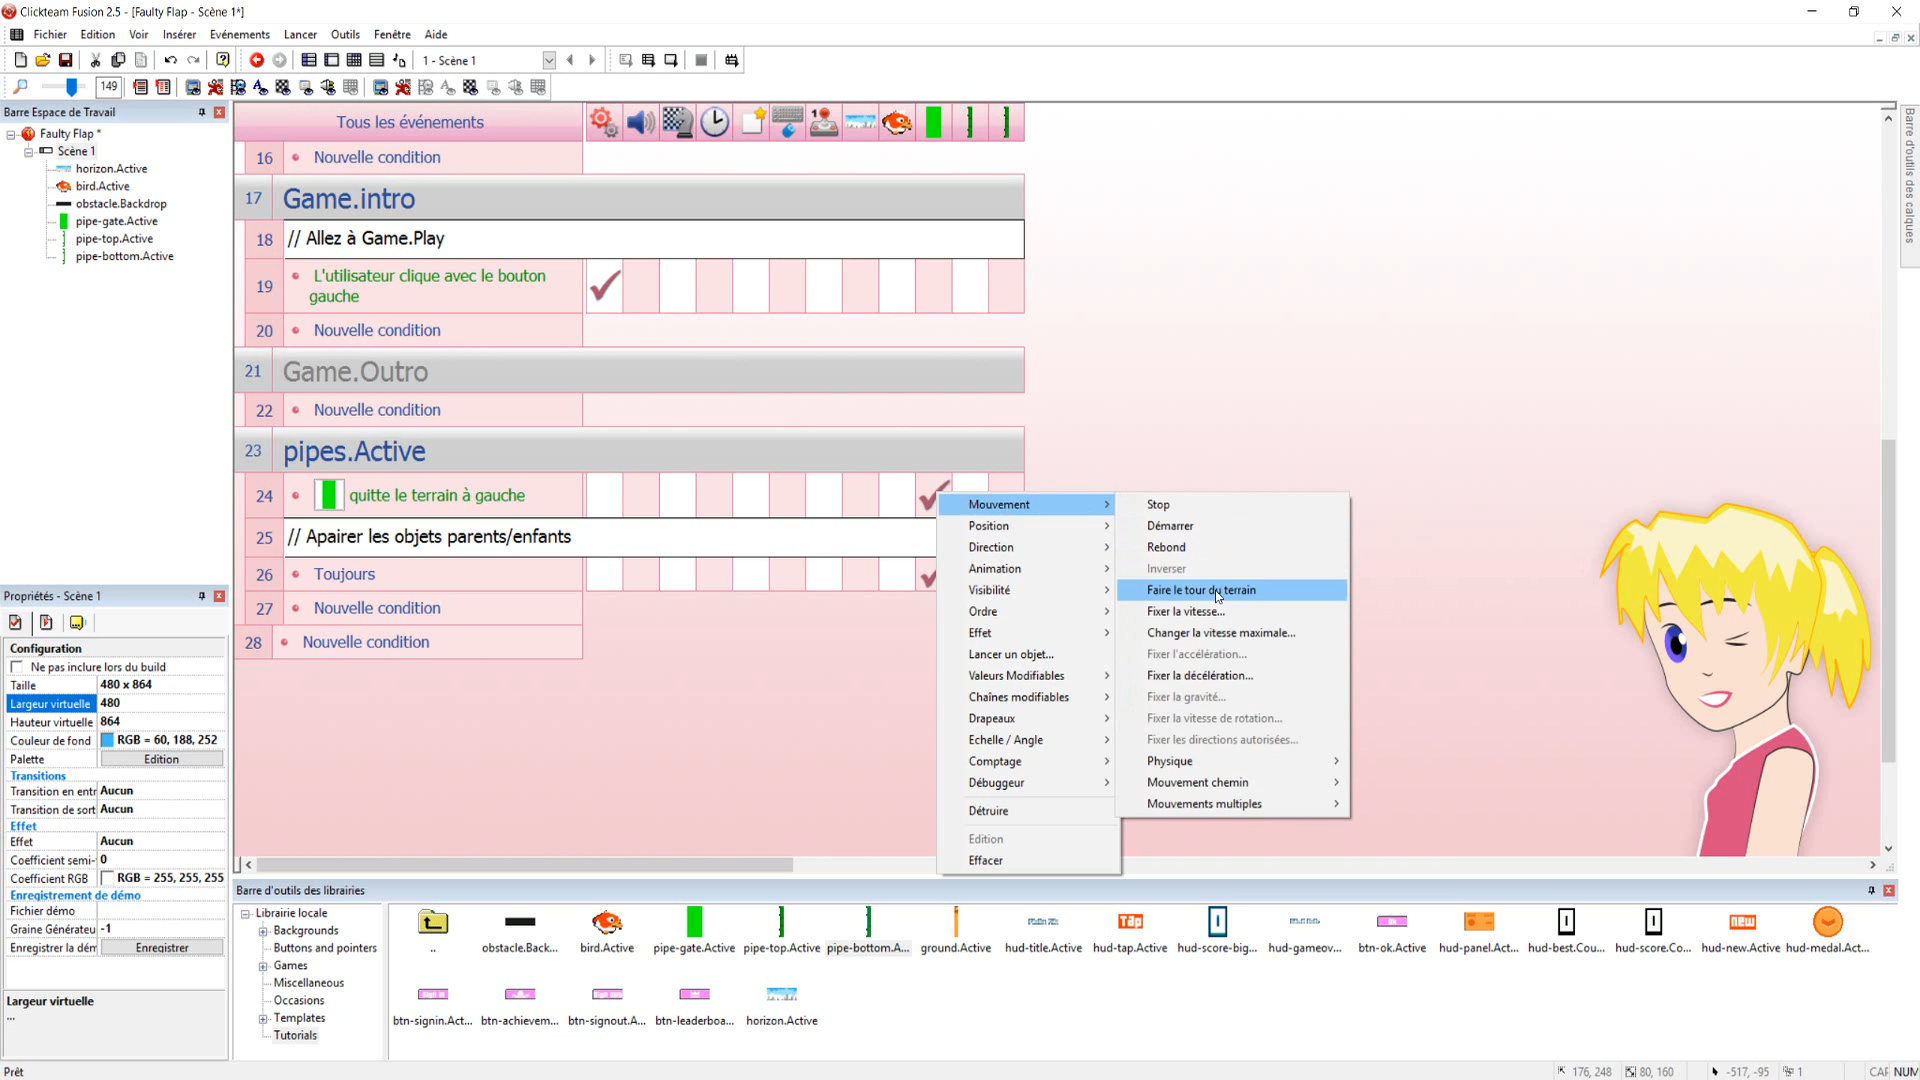 Clickteam Fusion 2.5 - [Faulty Flap - Scène 1*]
Fichier Edition Voir Insérer Evénements Lancer Outils Fenêtre Aide
1 - Scène 1
149
Barre Espace de Travail
Faulty Flap *
Scène 1
horizon.Active
bird.Active
obstacle.Backdrop
pipe-gate.Active
pipe-top.Active
pipe-bottom.Active
Tous les événements
16 Nouvelle condition
17 Game.intro
18 // Allez à Game.Play
19 L'utilisateur clique avec le bouton
gauche
20 Nouvelle condition
21 Game.Outro
22 Nouvelle condition
23 pipes.Active
24 quitte le terrain à gauche
25 // Apairer les objets parents/enfants
26 Toujours
27 Nouvelle condition
28 Nouvelle condition
Mouvement
Position
Direction
Animation
Visibilité
Ordre
Effet
Lancer un objet...
Valeurs Modifiables
Chaînes modifiables
Drapeaux
Echelle / Angle
Comptage
Débuggeur
Détruire
Edition
Effacer
Stop
Démarrer
Rebond
Inverser
Faire le tour du terrain
Fixer la vitesse...
Changer la vitesse maximale...
Fixer l'accélération...
Fixer la décélération...
Fixer la gravité...
Fixer la vitesse de rotation...
Fixer les directions autorisées...
Physique
Mouvement chemin
Mouvements multiples
Barre d'outils des calques
Propriétés - Scène 1
Configuration
Ne pas inclure lors du build
Taille 480 x 864
Largeur virtuelle 480
Hauteur virtuelle 864
Couleur de fond RGB = 60, 188, 252
Palette Edition
Transitions
Transition en entr Aucun
Transition de sort Aucun
Effet
Effet Aucun
Coefficient semi- 0
Coefficient RGB RGB = 255, 255, 255
Enregistrement de démo
Fichier démo
Graine Générateu -1
Enregistrer la dém Enregistrer
Largeur virtuelle
...
Barre d'outils des librairies
Librairie locale
Backgrounds
Buttons and pointers
Games
Miscellaneous
Occasions
Templates
Tutorials
.. obstacle.Back... bird.Active pipe-gate.Active pipe-top.Active pipe-bottom.A... ground.Active hud-title.Active hud-tap.Active hud-score-big... hud-gameov... btn-ok.Active hud-panel.Act... hud-best.Cou... hud-score.Co... hud-new.Active hud-medal.Act...
Tap
new
btn-signin.Act... btn-achievem... btn-signout.A... btn-leaderboa... horizon.Active
Prêt
176, 248 80, 160 -517, -95 1 CAP NUM